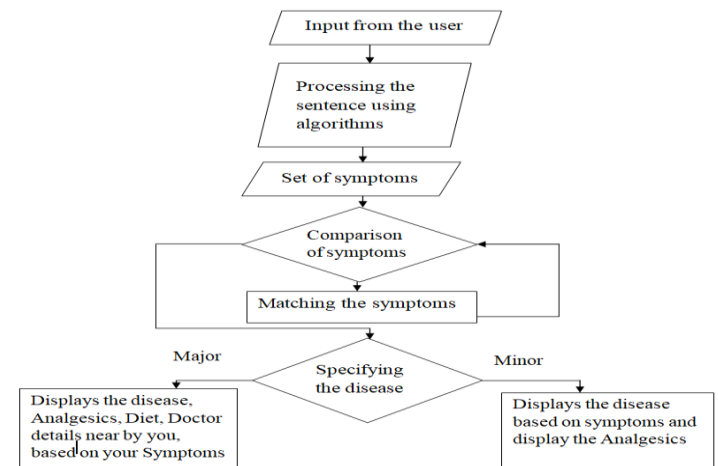 Input from the user
Processing the
sentence using
algorithms
Set of symptoms
Comparison
of symptoms
Matching the symptoms
Major
Specifying
the disease
Minor
Displays the disease,
Analgesics, Diet, Doctor
details near by you,
based on your Symptoms
Displays the disease
based on symptoms and
display the Analgesics